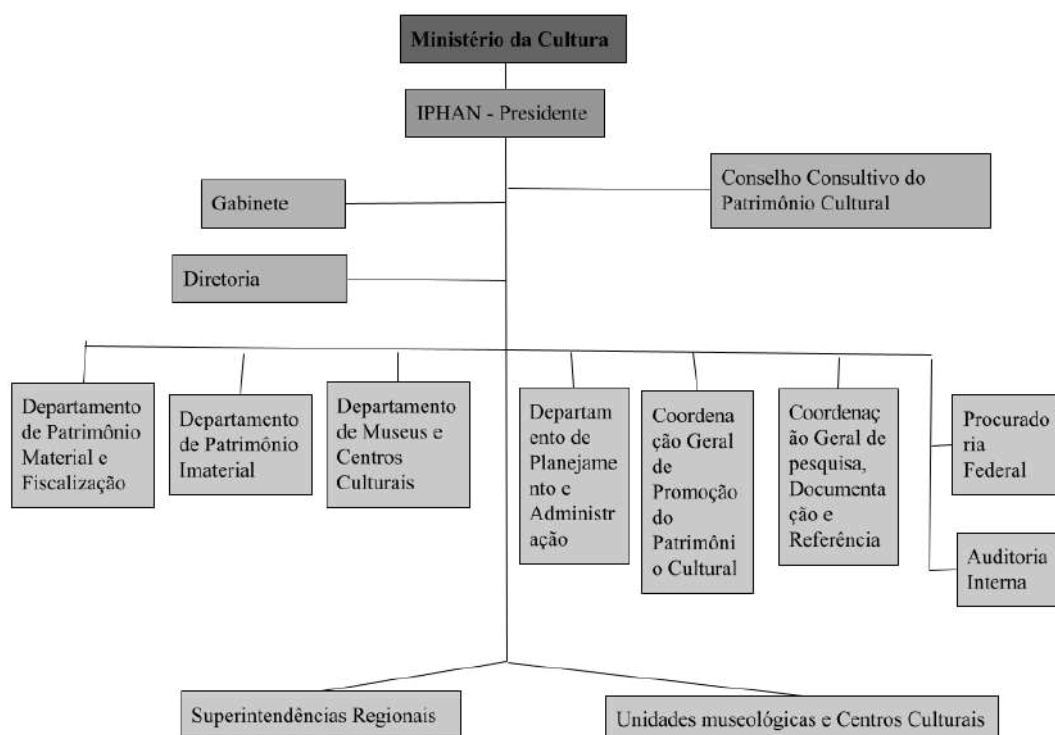 Ministério da Cultura
IPHAN - Presidente
Conselho Consultivo do
Patrimônio Cultural
Gabinete
Diretoria
Departamento
de Patrimônio
Material e
Fiscalização
Departamento
de Patrimônio
Imaterial
Departamento
de Museus e
Centros
Culturais
Departam
ento de
Planejame
nto e
Administr
ação
Coordena
ção Geral
de
Promoção
do
Patrimôni
o Cultural
Coordenaç
ão Geral de
pesquisa,
Documenta
ção e
Referência
Procurado
ria
Federal
Auditoria
Interna
Superintendências Regionais
Unidades museológicas e Centros Culturais